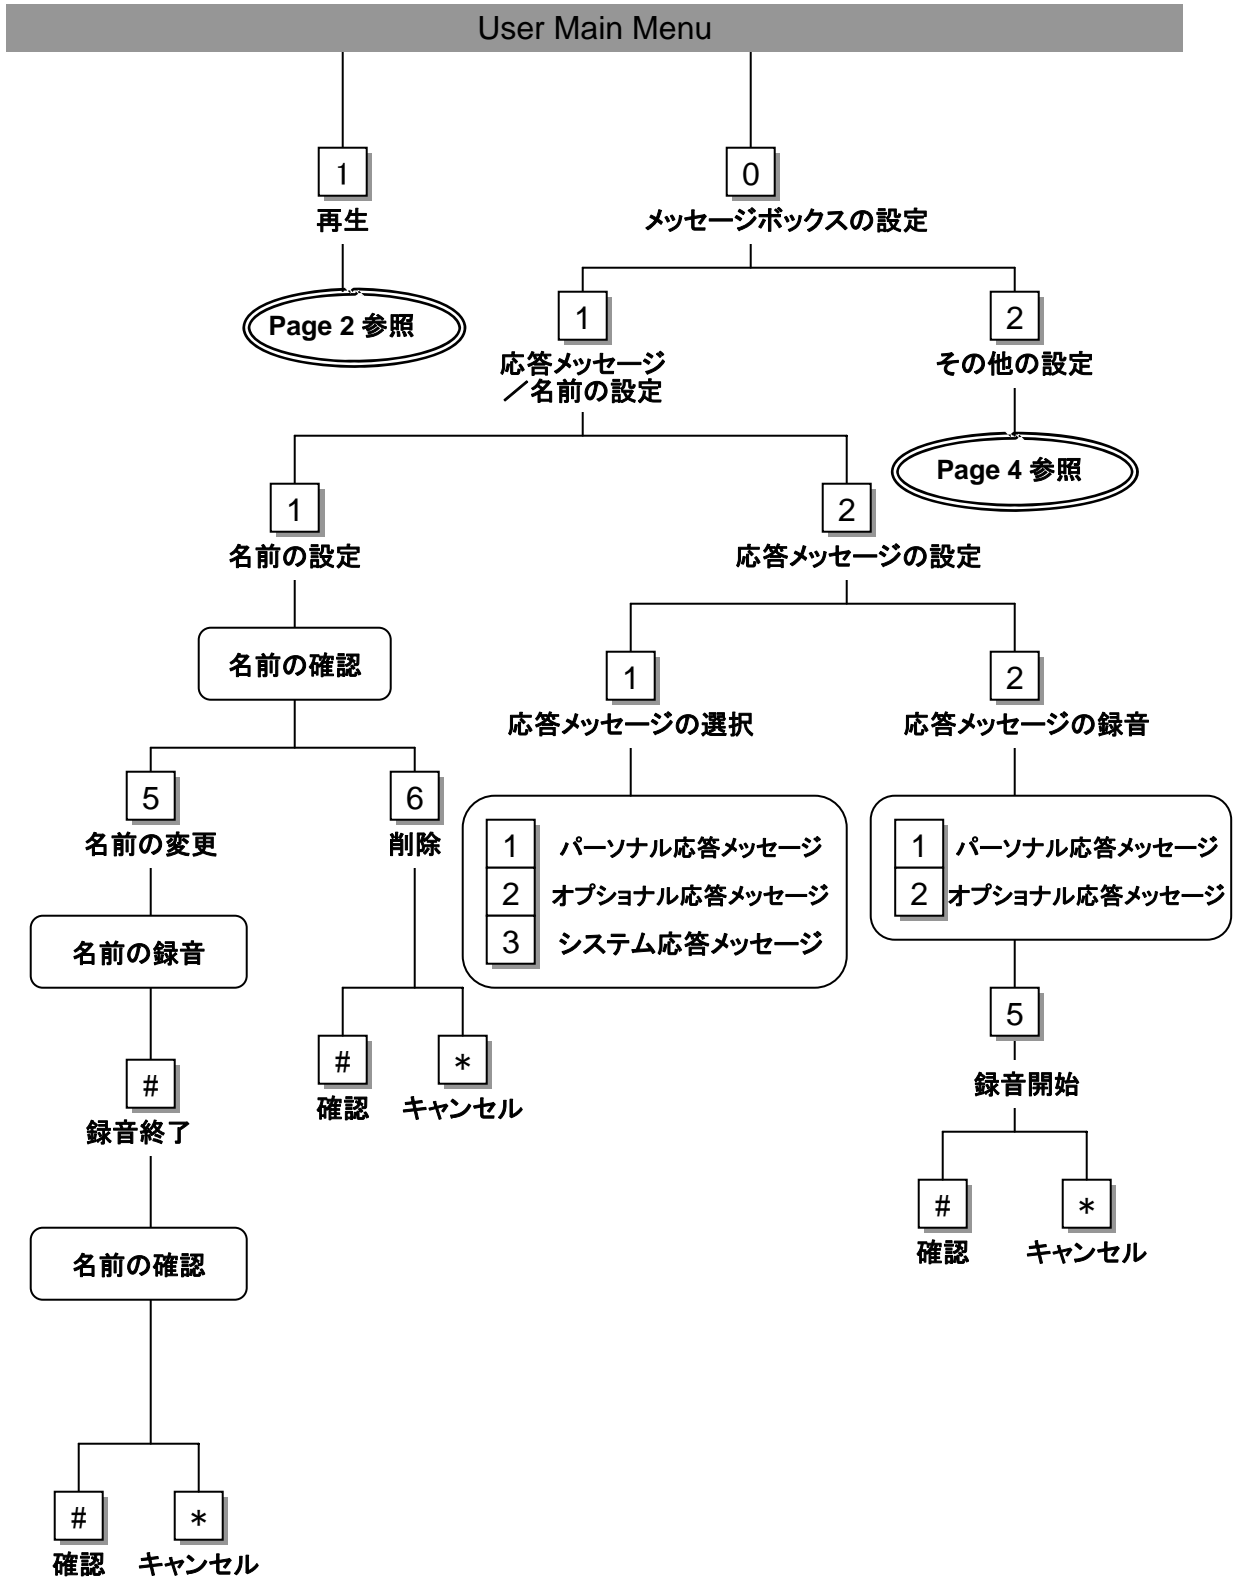 User Main Menu
1
0
再生
メッセージボックスの設定
Page 2 参照
1
2
応答メッセージ
／名前の設定
その他の設定
Page 4 参照
1
2
名前の設定
応答メッセージの設定
名前の確認
1
2
応答メッセージの選択
応答メッセージの録音
5
6
名前の変更
削除
1 パーソナル応答メッセージ
2 オプショナル応答メッセージ
3 システム応答メッセージ
1 パーソナル応答メッセージ
2 オプショナル応答メッセージ
名前の録音
5
録音開始
#
*
確認
キャンセル
#
録音終了
#
*
確認
キャンセル
名前の確認
#
*
確認
キャンセル